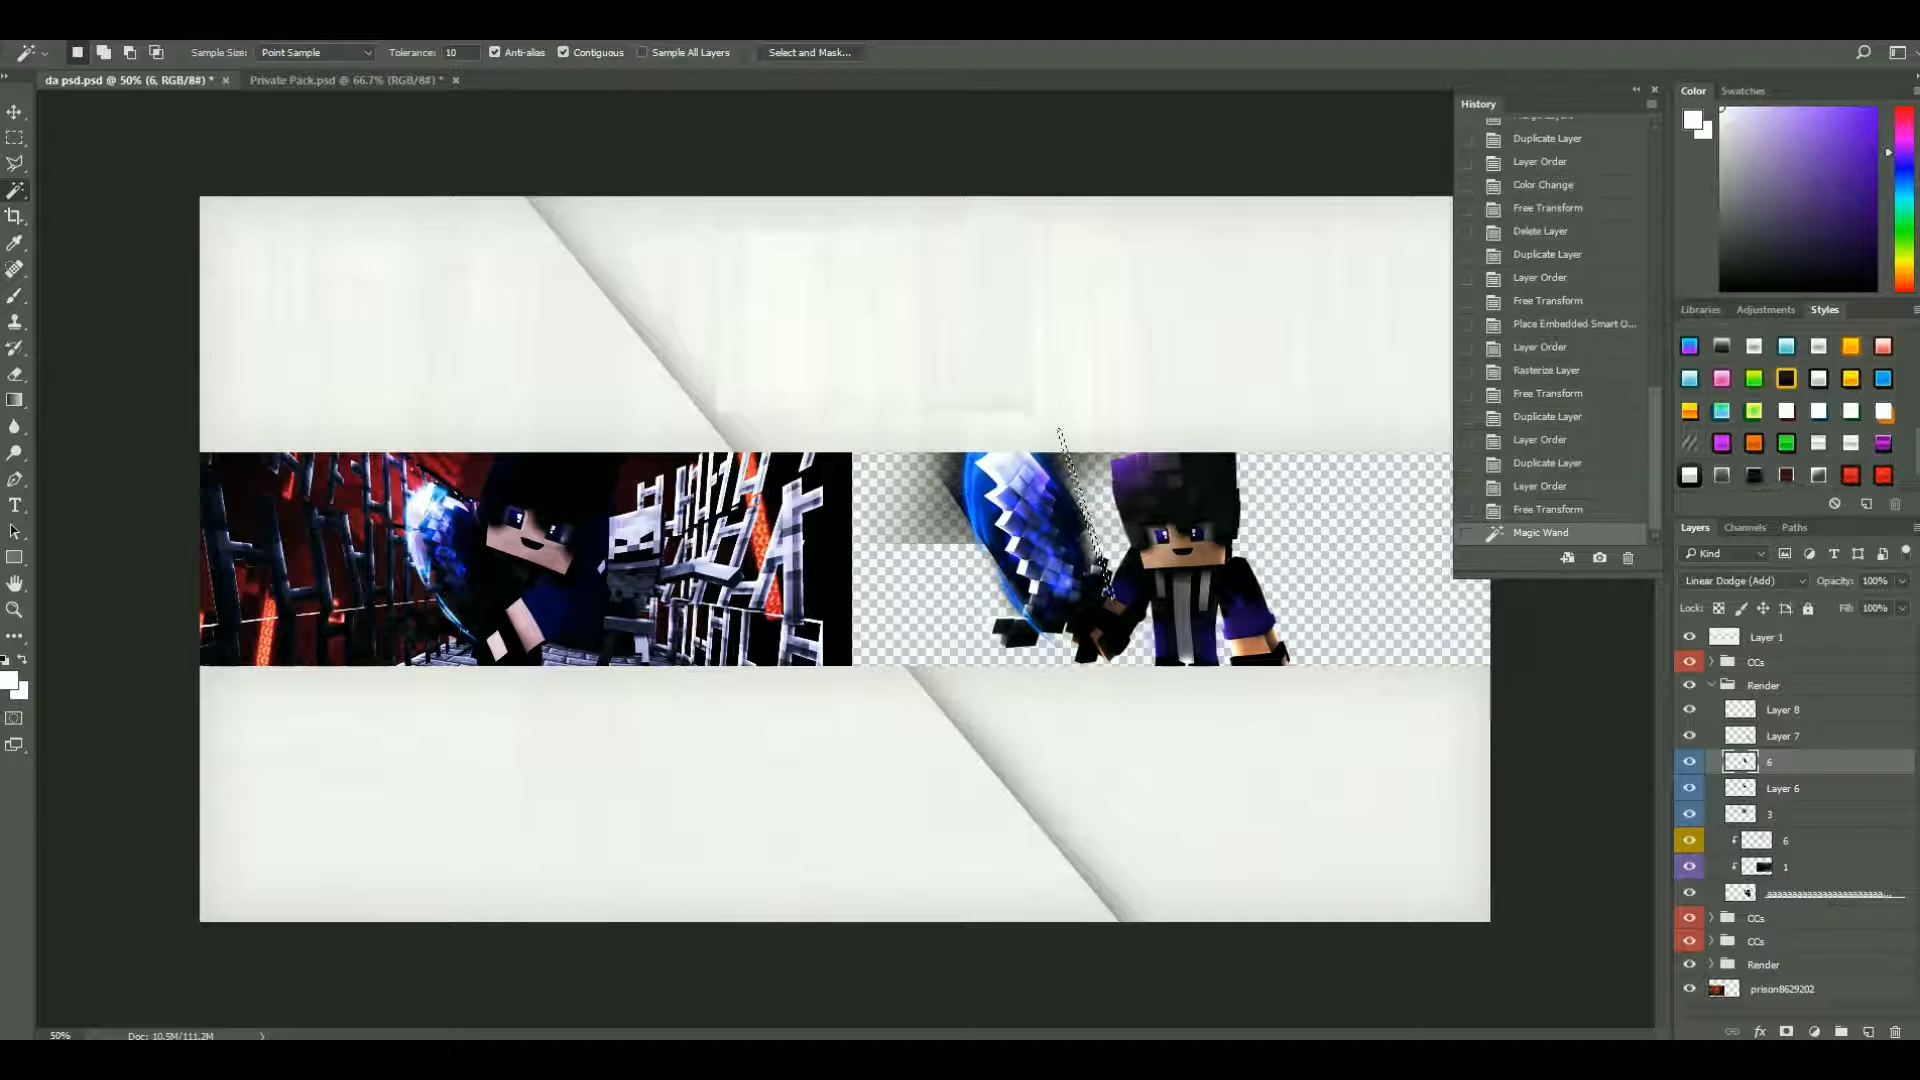 Sample Size: Point Sample Tolerance: 10 Anti-alias Contiguous Sample All Layers Select and Mask...
da psd.psd @ 50% (6, RGB/8#) * Private Pack.psd @ 66.7% (RGB/8#) *
History
Duplicate Layer
Layer Order
Color Change
Free Transform
Delete Layer
Duplicate Layer
Layer Order
Free Transform
Place Embedded Smart O...
Layer Order
Rasterize Layer
Free Transform
Duplicate Layer
Layer Order
Duplicate Layer
Layer Order
Free Transform
Magic Wand
Color Swatches
Libraries Adjustments Styles
Layers Channels Paths
Kind
Linear Dodge (Add) Opacity: 100%
Lock: Fill: 100%
Layer 1
CCs
Render
Layer 8
Layer 7
6
Layer 6
3
6
1
CCs
CCs
Render
prison8629202
50% Doc: 10.5M/111.2M